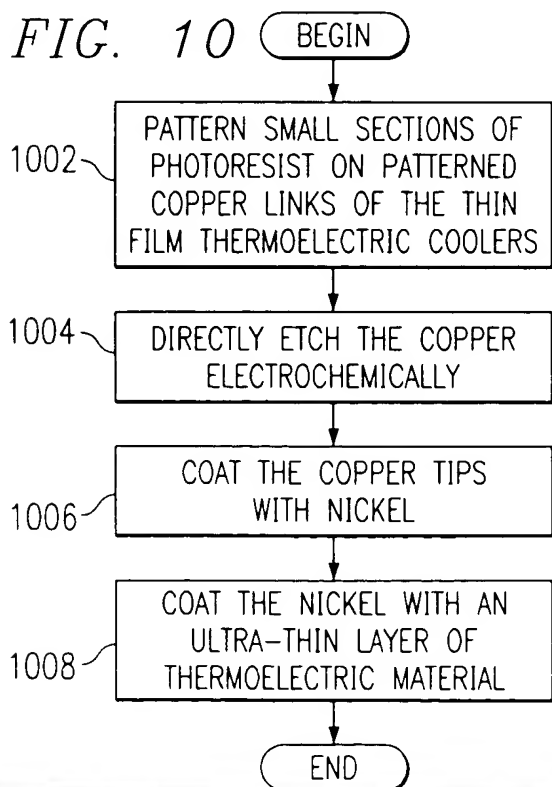 FIG. 10
BEGIN
1002
PATTERN SMALL SECTIONS OF
PHOTORESIST ON PATTERNED
COPPER LINKS OF THE THIN
FILM THERMOELECTRIC COOLERS
1004
DIRECTLY ETCH THE COPPER
ELECTROCHEMICALLY
1006
COAT THE COPPER TIPS
WITH NICKEL
1008
COAT THE NICKEL WITH AN
ULTRA-THIN LAYER OF
THERMOELECTRIC MATERIAL
END